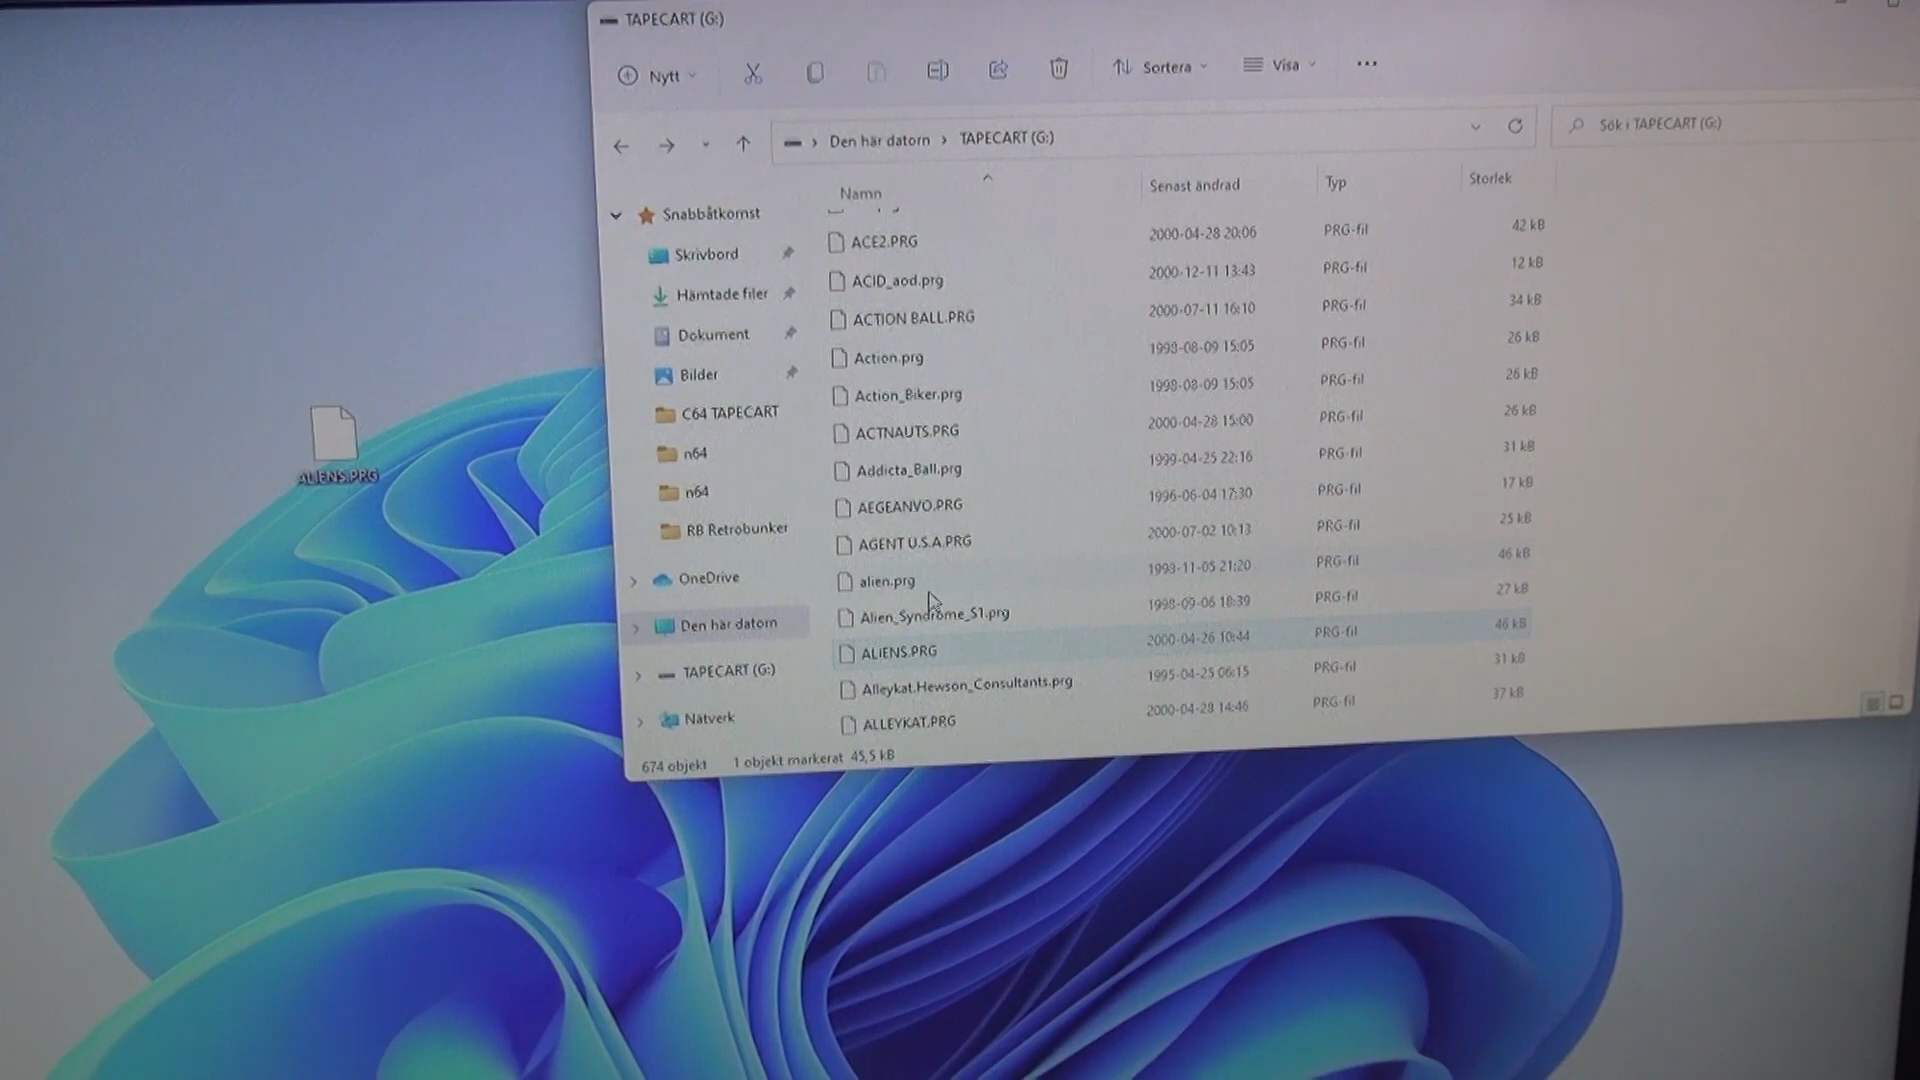 TAPECART (G:)
Nytt
Sortera
Visa
Den här datorn > TAPECART (G:)
Sök i TAPECART (G:)
Namn
Senast ändrad
Typ
Storlek
Snabbåtkomst
Skrivbord
Hämtade filer
Dokument
Bilder
C64 TAPECART
n64
n64
RB Retrobunker
OneDrive
Den här datorn
TAPECART (G:)
Nätverk
ACE2.PRG 2000-04-28 20:06 PRG-fil 42 kB
ACID_aod.prg 2000-12-11 13:43 PRG-fil 12 kB
ACTION BALL.PRG 2000-07-11 16:10 PRG-fil 34 kB
Action.prg 1998-08-09 15:05 PRG-fil 26 kB
Action_Biker.prg 1998-08-09 15:05 PRG-fil 26 kB
ACTNAUTS.PRG 2000-04-28 15:00 PRG-fil 26 kB
Addicta_Ball.prg 1999-04-25 22:16 PRG-fil 31 kB
AEGEANVO.PRG 1996-06-04 17:30 PRG-fil 17 kB
AGENT U.S.A.PRG 2000-07-02 10:13 PRG-fil 25 kB
alien.prg 1998-11-05 21:20 PRG-fil 46 kB
Alien_Syndrome_S1.prg 1998-09-06 18:39 PRG-fil 27 kB
ALIENS.PRG 2000-04-26 10:44 PRG-fil 46 kB
Alleykat.Hewson_Consultants.prg 1995-04-25 06:15 PRG-fil 31 kB
ALLEYKAT.PRG 2000-04-28 14:46 PRG-fil 37 kB
674 objekt 1 objekt markerat 45,5 kB
ALIENS.PRG